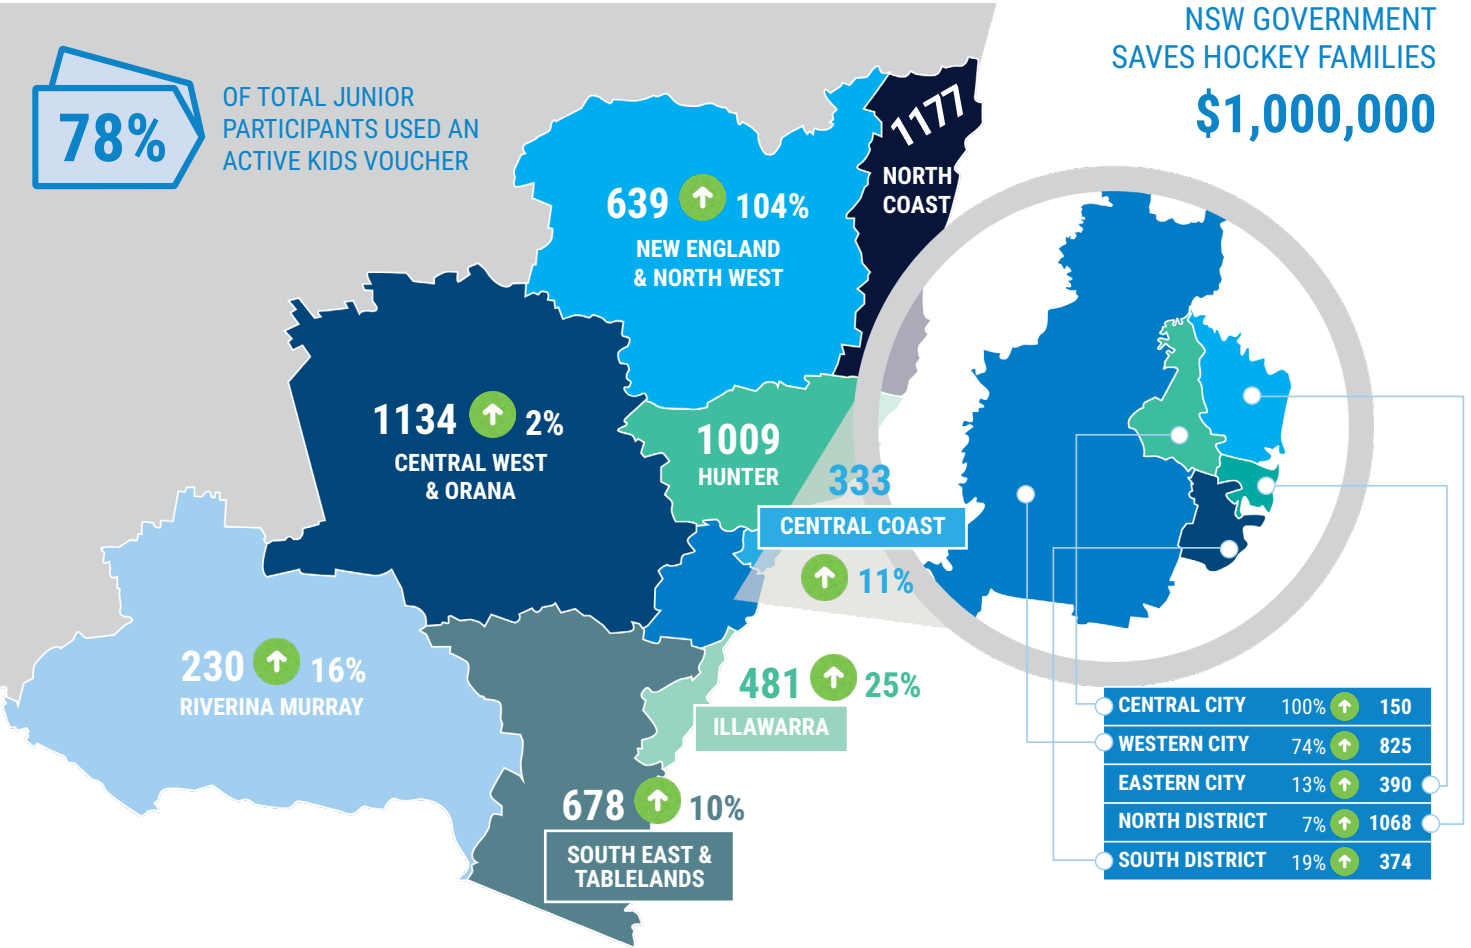 NSW GOVERNMENT
SAVES HOCKEY FAMILIES
$1,000,000
78%
OF TOTAL JUNIOR
PARTICIPANTS USED AN
ACTIVE KIDS VOUCHER
1177
NORTH
COAST
639 104%
NEW ENGLAND
& NORTH WEST
1134 2%
CENTRAL WEST
& ORANA
1009
HUNTER
333
CENTRAL COAST
11%
230 16%
RIVERINA MURRAY
481 25%
ILLAWARRA
678 10%
SOUTH EAST &
TABLELANDS
CENTRAL CITY 100% 150
WESTERN CITY 74% 825
EASTERN CITY 13% 390
NORTH DISTRICT 7% 1068
SOUTH DISTRICT 19% 374